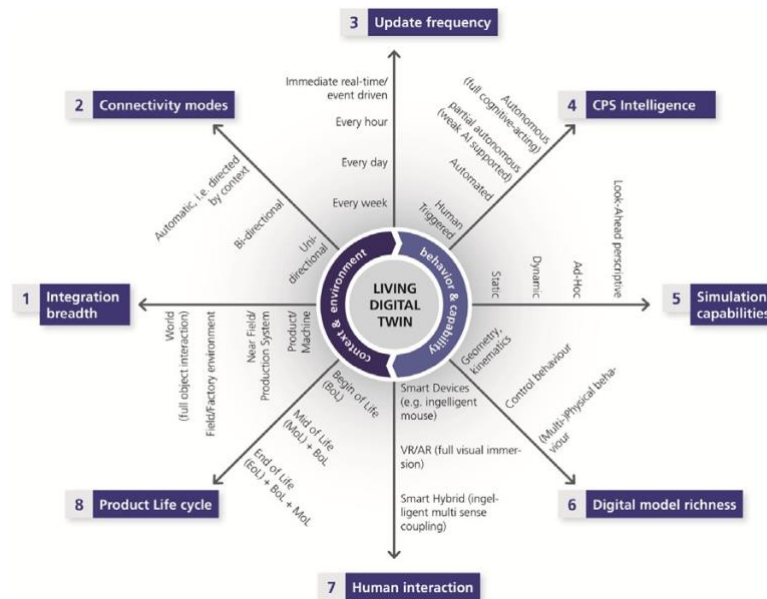 3 Update frequency
Immediate real-time/
event driven
Every hour
Every day
Every week
2 Connectivity modes
Automatic, i.e. directed
by context
Bi-directional
Uni-
directional
4 CPS Intelligence
Autonomous
(full cognitive-acting)
partial autonomous
(weak AI supported)
Automated
Human
Triggered
1 Integration
breadth
World
(full object interaction)
Field/Factory environment
Near Field/
Production System
Product/
Machine
context & environment
behavior & capability
LIVING
DIGITAL
TWIN
Static
Dynamic
Ad-Hoc
Look-Ahead perscriptive
5 Simulation
capabilities
Geometry,
kinematics
Control behaviour
(Multi-)Physical beha-
viour
6 Digital model richness
Smart Devices
(e.g. ingelligent
mouse)
VR/AR (full visual immer-
sion)
Smart Hybrid (ingel-
ligent multi sense
coupling)
7 Human interaction
Begin of Life
(BoL)
Mid of Life
(MoL) + BoL
End of Life
(EoL) + BoL + MoL
8 Product Life cycle